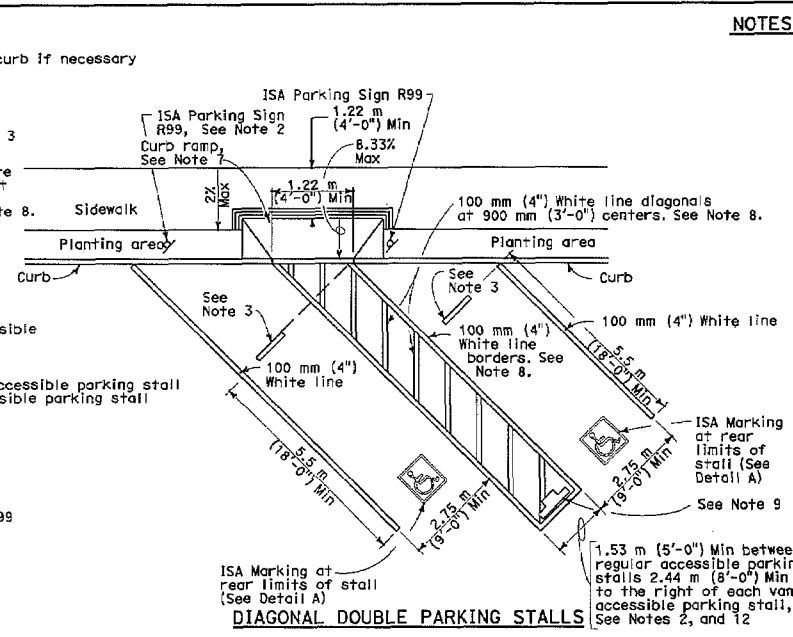 NOTES
curb if necessary
ISA Parking Sign R99
ISA Parking Sign
R99, See Note 2
Curb ramp,
See Note 7
1.22 m
(4'-0") Min
8.33%
Max
3
2%
Max
1.22 m
(4'-0") Min
e 8.
Sidewalk
100 mm (4") White line diagonals
at 900 mm (3'-0") centers. See Note 8.
Planting area
Planting area
Curb
Curb
See
Note 3
See
Note 3
100 mm (4") White line
sible
100 mm (4")
White line
borders. See
Note 8.
100 mm (4")
White line
ccessible parking stall
sible parking stall
5.5 m
(18'-0") Min
5.5 m
(18'-0") Min
ISA Marking
at rear
limits of
stall (See
Detail A)
2.75 m
(9'-0") Min
2.75 m
(9'-0") Min
See Note 9
99
ISA Marking at
rear limits of stall
(See Detail A)
1.53 m (5'-0") Min betwee
regular accessible parkin
stalls 2.44 m (8'-0") Min
to the right of each van
accessible parking stall,
See Notes 2, and 12
DIAGONAL DOUBLE PARKING STALLS